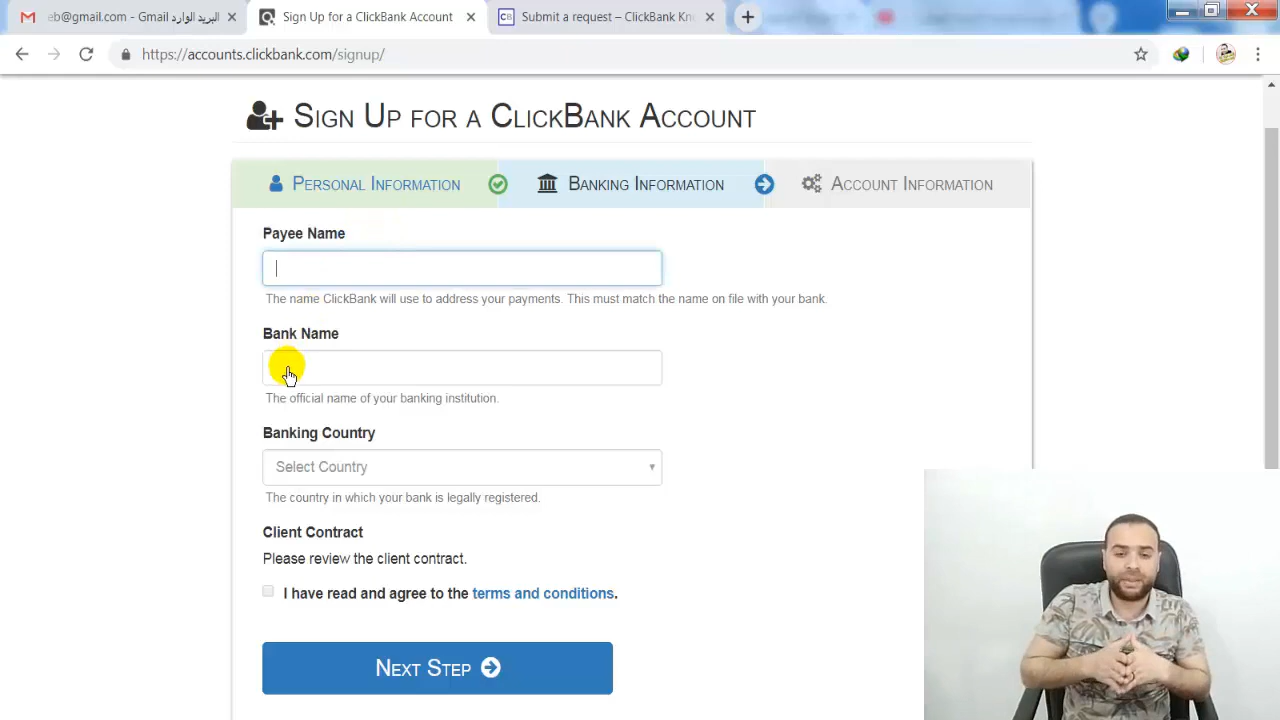 eb@gmail.com - Gmail البريد الوارد
Sign Up for a ClickBank Account
Submit a request – ClickBank Kn
https://accounts.clickbank.com/signup/
Sign Up for a ClickBank Account
Personal Information
Banking Information
Account Information
Payee Name
The name ClickBank will use to address your payments. This must match the name on file with your bank.
Bank Name
The official name of your banking institution.
Banking Country
Select Country
The country in which your bank is legally registered.
Client Contract
Please review the client contract.
I have read and agree to the terms and conditions.
Next Step